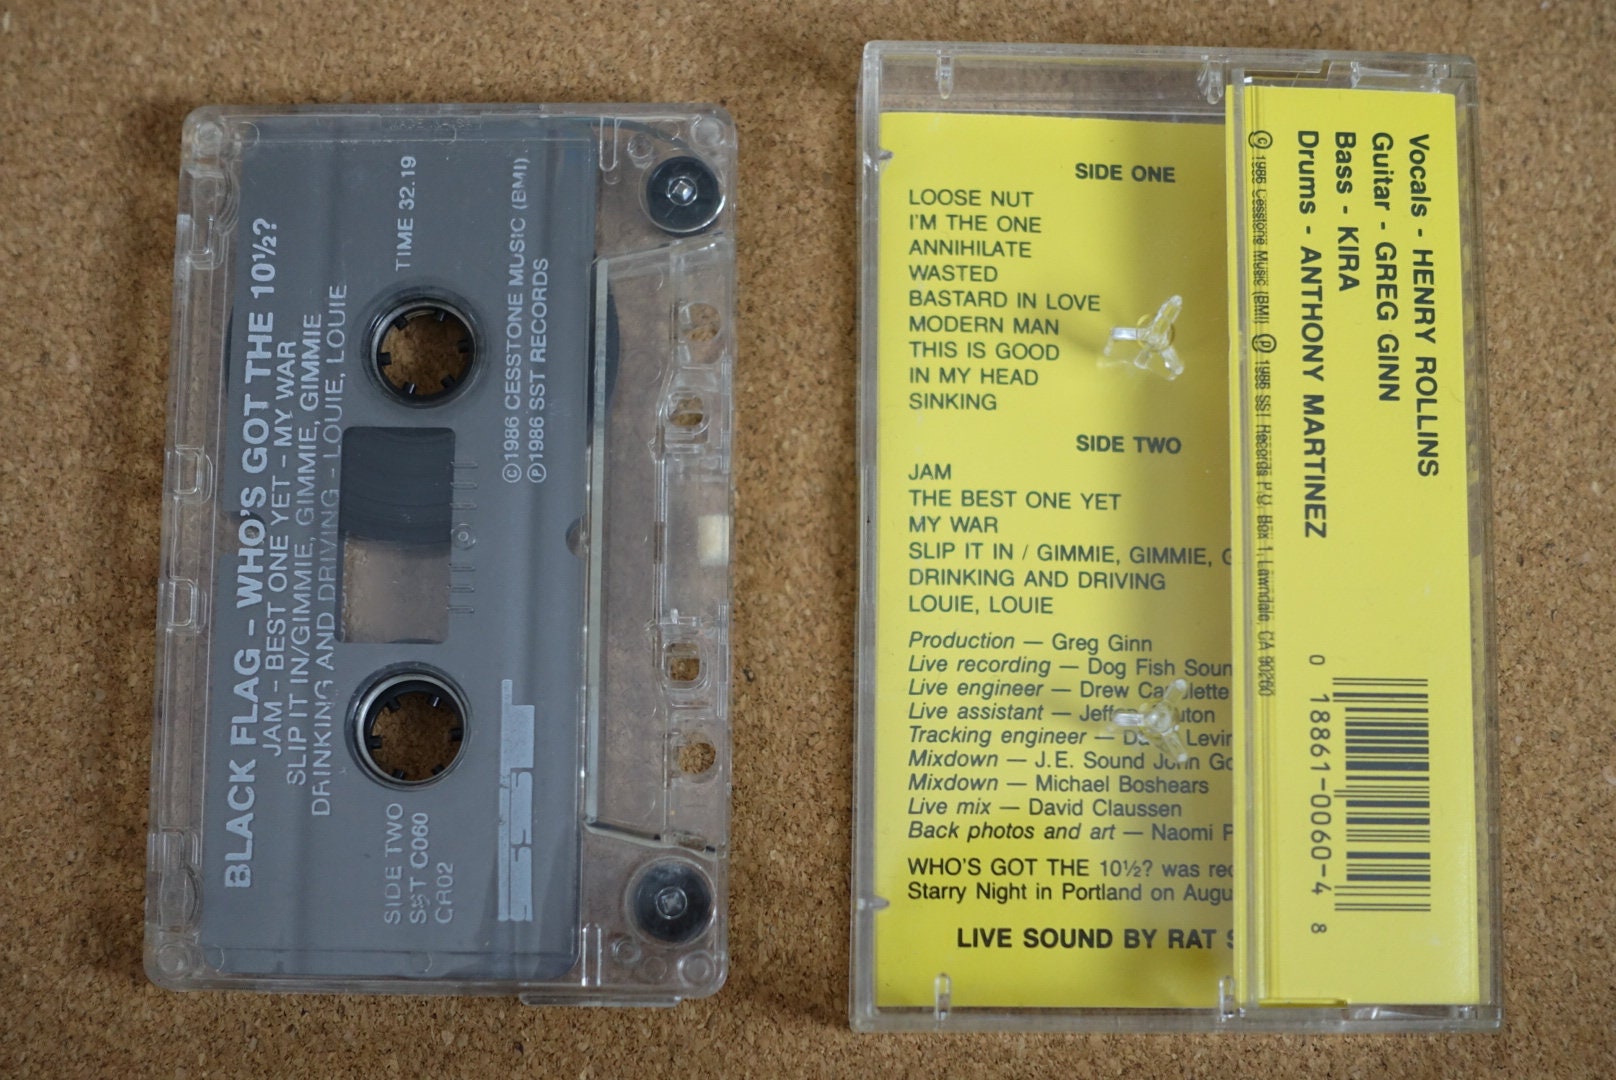 BLACK FLAG - WHO'S GOT THE 10½?
JAM - BEST ONE YET - MY WAR
SLIP IT IN/GIMMIE, GIMMIE, GIMMIE
DRINKING AND DRIVING - LOUIE, LOUIE
TIME 32.19
SIDE TWO
SST C060
CR02
©1986 CESSTONE MUSIC (BMI)
℗1986 SST RECORDS
SST
SIDE ONE
LOOSE NUT
I'M THE ONE
ANNIHILATE
WASTED
BASTARD IN LOVE
MODERN MAN
THIS IS GOOD
IN MY HEAD
SINKING
SIDE TWO
JAM
THE BEST ONE YET
MY WAR
SLIP IT IN / GIMMIE, GIMMIE, G
DRINKING AND DRIVING
LOUIE, LOUIE
Production — Greg Ginn
Live recording — Dog Fish Soun
Live engineer — Drew
Live assistant —
Tracking engineer —
Mixdown — J.E. Sound John Go
Mixdown — Michael Boshears
Live mix — David Claussen
Back photos and art — Naomi P
WHO'S GOT THE 10½? was rec
Starry Night in Portland on Augu
LIVE SOUND BY RAT S
Vocals - HENRY ROLLINS
Guitar - GREG GINN
Bass - KIRA
Drums - ANTHONY MARTINEZ
© 1986 Cesstone Music (BMI) ℗ 1986 SST Records P.O. Box 1 Lawndale, CA 90260
0 18861-0060-4 8